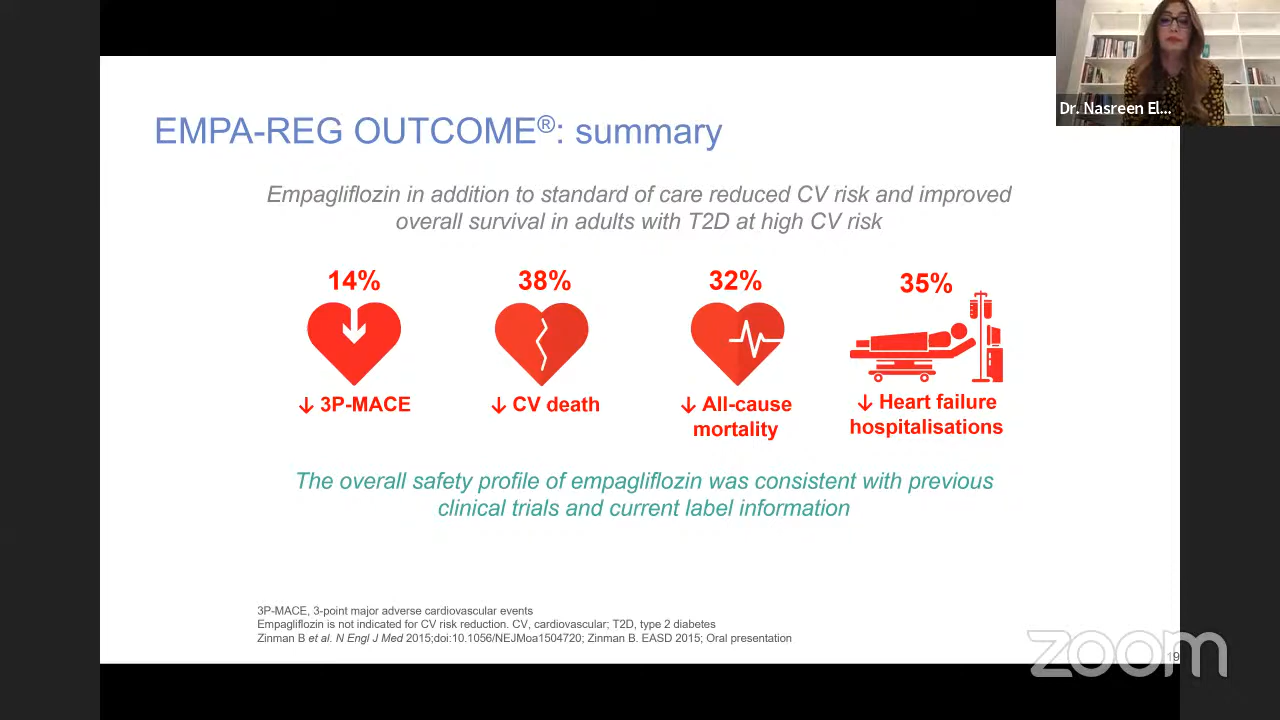 Dr. Nasreen El...
EMPA-REG OUTCOME®: summary
Empagliflozin in addition to standard of care reduced CV risk and improved
overall survival in adults with T2D at high CV risk
14%
38%
32%
35%
↓ 3P-MACE
↓ CV death
↓ All-cause
mortality
↓ Heart failure
hospitalisations
The overall safety profile of empagliflozin was consistent with previous
clinical trials and current label information
3P-MACE, 3-point major adverse cardiovascular events
Empagliflozin is not indicated for CV risk reduction. CV, cardiovascular; T2D, type 2 diabetes
Zinman B et al. N Engl J Med 2015;doi:10.1056/NEJMoa1504720; Zinman B. EASD 2015; Oral presentation
zoom
19